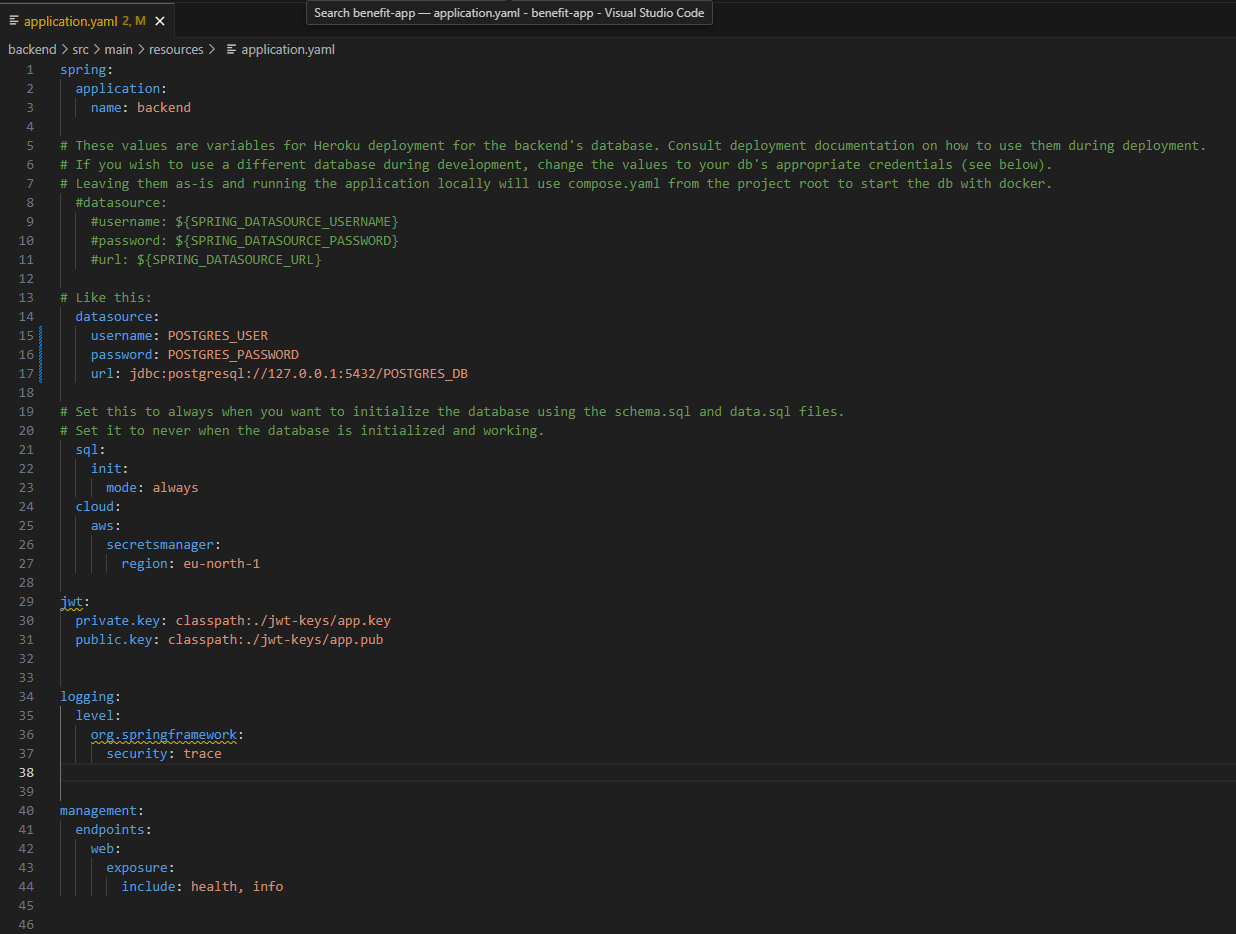 application.yaml 2, M
Search benefit-app — application.yaml - benefit-app - Visual Studio Code
backend > src > main > resources > application.yaml
1 spring:
2   application:
3     name: backend
4
5 # These values are variables for Heroku deployment for the backend's database. Consult deployment documentation on how to use them during deployment.
6 # If you wish to use a different database during development, change the values to your db's appropriate credentials (see below).
7 # Leaving them as-is and running the application locally will use compose.yaml from the project root to start the db with docker.
8   #datasource:
9     #username: ${SPRING_DATASOURCE_USERNAME}
10     #password: ${SPRING_DATASOURCE_PASSWORD}
11     #url: ${SPRING_DATASOURCE_URL}
12
13 # Like this:
14   datasource:
15     username: POSTGRES_USER
16     password: POSTGRES_PASSWORD
17     url: jdbc:postgresql://127.0.0.1:5432/POSTGRES_DB
18
19 # Set this to always when you want to initialize the database using the schema.sql and data.sql files.
20 # Set it to never when the database is initialized and working.
21   sql:
22     init:
23       mode: always
24   cloud:
25     aws:
26       secretsmanager:
27         region: eu-north-1
28
29 jwt:
30   private.key: classpath:./jwt-keys/app.key
31   public.key: classpath:./jwt-keys/app.pub
32
33
34 logging:
35   level:
36     org.springframework:
37       security: trace
38
39
40 management:
41   endpoints:
42     web:
43       exposure:
44         include: health, info
45
46